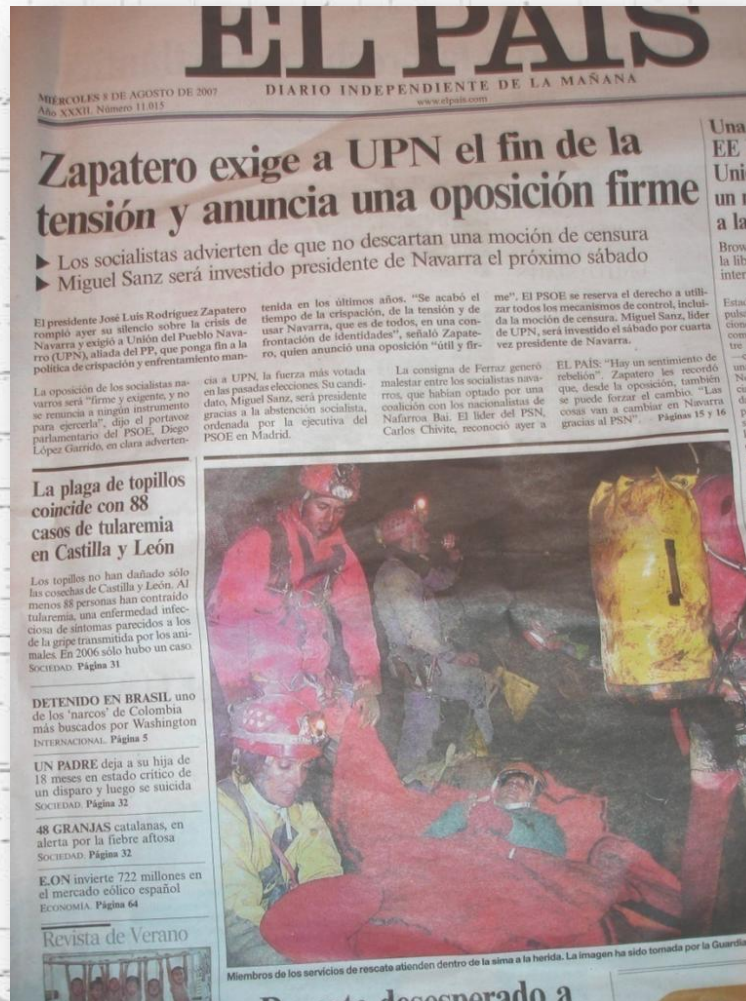 EL PAÍS
MIÉRCOLES 8 DE AGOSTO DE 2007
Año XXXII. Número 11.015
DIARIO INDEPENDIENTE DE LA MAÑANA
www.elpais.com
Zapatero exige a UPN el fin de la
tensión y anuncia una oposición firme
▶ Los socialistas advierten de que no descartan una moción de censura
▶ Miguel Sanz será investido presidente de Navarra el próximo sábado
El presidente José Luis Rodríguez Zapatero
rompió ayer su silencio sobre la crisis de
Navarra y exigió a Unión del Pueblo Nava-
rro (UPN), aliada del PP, que ponga fin a la
política de crispación y enfrentamiento man-
tenida en los últimos años. “Se acabó el
tiempo de la crispación, de la tensión y de
usar Navarra, que es de todos, en una con-
frontación de identidades”, señaló Zapate-
ro, quien anunció una oposición “útil y fir-
me”. El PSOE se reserva el derecho a utili-
zar todos los mecanismos de control, inclui-
da la moción de censura. Miguel Sanz, líder
de UPN, será investido el sábado por cuarta
vez presidente de Navarra.
La oposición de los socialistas na-
varros será “firme y exigente, y no
se renuncia a ningún instrumento
para ejercerla”, dijo el portavoz
parlamentario del PSOE, Diego
López Garrido, en clara adverten-
cia a UPN, la fuerza más votada
en las pasadas elecciones. Su candi-
dato, Miguel Sanz, será presidente
gracias a la abstención socialista,
ordenada por la ejecutiva del
PSOE en Madrid.
La consigna de Ferraz generó
malestar entre los socialistas nava-
rros, que habían optado por una
coalición con los nacionalistas de
Nafarroa Bai. El líder del PSN,
Carlos Chivite, reconoció ayer a
EL PAÍS: “Hay un sentimiento de
rebelión”. Zapatero les recordó
que, desde la oposición, también
se puede forzar el cambio. “Las
cosas van a cambiar en Navarra
gracias al PSN”. Páginas 15 y 16
Una
EE
Uni
a la
Brow
la lib
inter
La plaga de topillos
coincide con 88
casos de tularemia
en Castilla y León
Los topillos no han dañado sólo
las cosechas de Castilla y León. Al
menos 88 personas han contraído
tularemia, una enfermedad infec-
ciosa de síntomas parecidos a los
de la gripe transmitida por los ani-
males. En 2006 sólo hubo un caso.
SOCIEDAD. Página 31
DETENIDO EN BRASIL uno
de los ‘narcos’ de Colombia
más buscados por Washington
INTERNACIONAL. Página 5
UN PADRE deja a su hija de
18 meses en estado crítico de
un disparo y luego se suicida
SOCIEDAD. Página 32
48 GRANJAS catalanas, en
alerta por la fiebre aftosa
SOCIEDAD. Página 32
E.ON invierte 722 millones en
el mercado eólico español
ECONOMÍA. Página 64
Revista de Verano
Miembros de los servicios de rescate atienden dentro de la sima a la herida. La imagen ha sido tomada por la Guardia
desesperado a